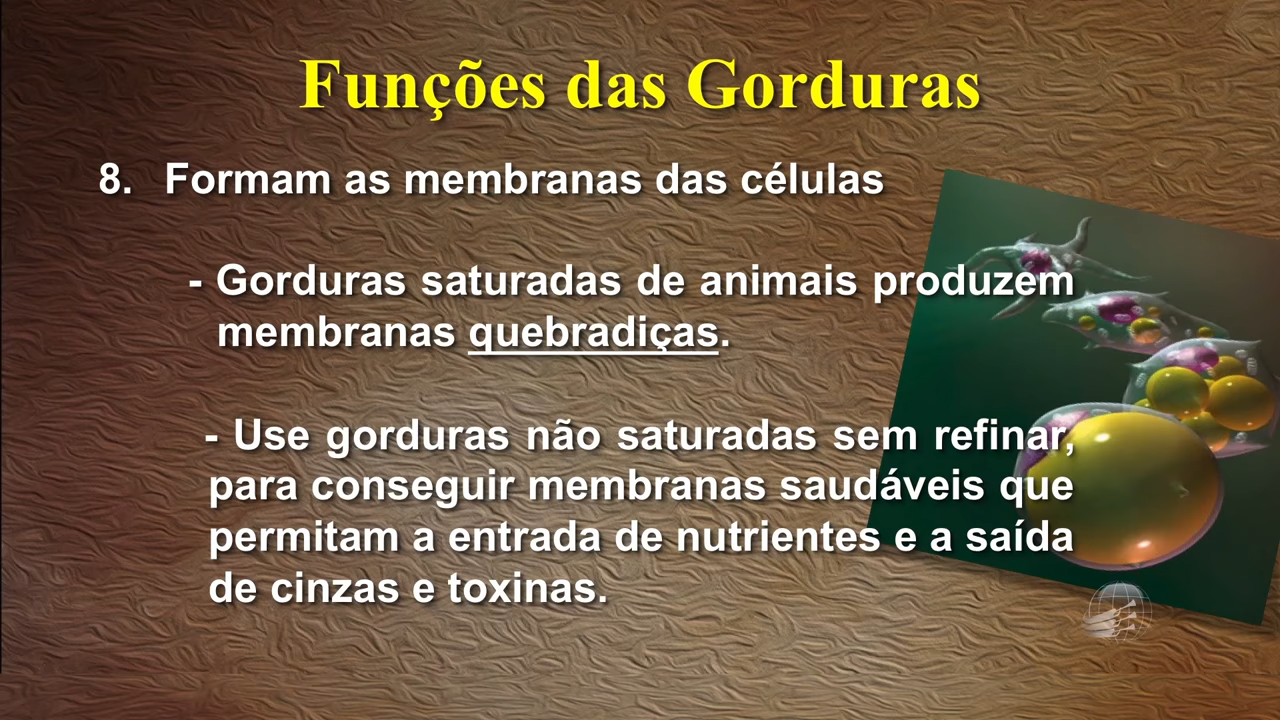 Funções das Gorduras
8. Formam as membranas das células
- Gorduras saturadas de animais produzem
membranas quebradiças.
- Use gorduras não saturadas sem refinar,
para conseguir membranas saudáveis que
permitam a entrada de nutrientes e a saída
de cinzas e toxinas.